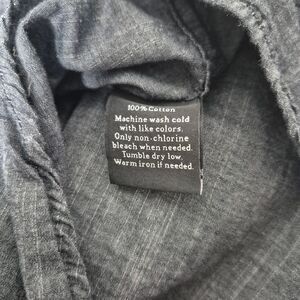 100% Cotton
Machine wash cold
with like colors.
Only non-chlorine
bleach when needed.
Tumble dry low.
Warm iron if needed.